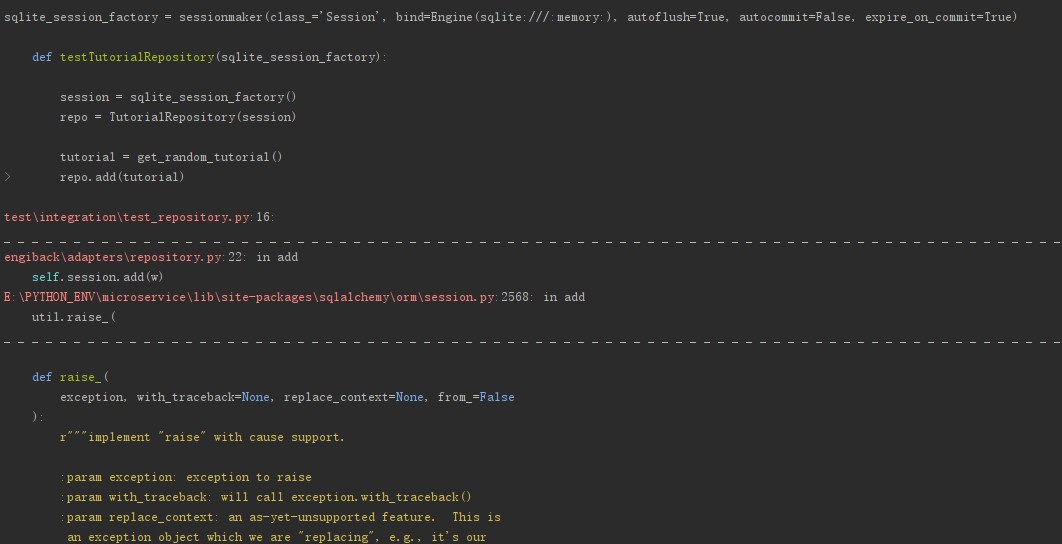 sqlite_session_factory = sessionmaker(class_='Session', bind=Engine(sqlite:///:memory:), autoflush=True, autocommit=False, expire_on_commit=True)
def testTutorialRepository(sqlite_session_factory):
session = sqlite_session_factory()
repo = TutorialRepository(session)
tutorial = get_random_tutorial()
> repo.add(tutorial)
test\integration\test_repository.py:16:
_ _ _ _ _ _ _ _ _ _ _ _ _ _ _ _ _ _ _ _ _ _ _ _ _ _ _ _ _ _ _ _ _ _ _ _ _ _ _ _ _ _ _ _ _ _ _ _ _ _ _ _ _ _ _ _ _ _ _ _ _ _ _ _ _ _ _ _ _ _ _ _ _ _ _ _
engiback\adapters\repository.py:22: in add
self.session.add(w)
E:\PYTHON_ENV\microservice\lib\site-packages\sqlalchemy\orm\session.py:2568: in add
util.raise_(
_ _ _ _ _ _ _ _ _ _ _ _ _ _ _ _ _ _ _ _ _ _ _ _ _ _ _ _ _ _ _ _ _ _ _ _ _ _ _ _ _ _ _ _ _ _ _ _ _ _ _ _ _ _ _ _ _ _ _ _ _ _ _ _ _ _ _ _ _ _ _ _ _ _ _ _
def raise_(
exception, with_traceback=None, replace_context=None, from_=False
):
r"""implement "raise" with cause support.
:param exception: exception to raise
:param with_traceback: will call exception.with_traceback()
:param replace_context: an as-yet-unsupported feature.  This is
an exception object which we are "replacing", e.g., it's our